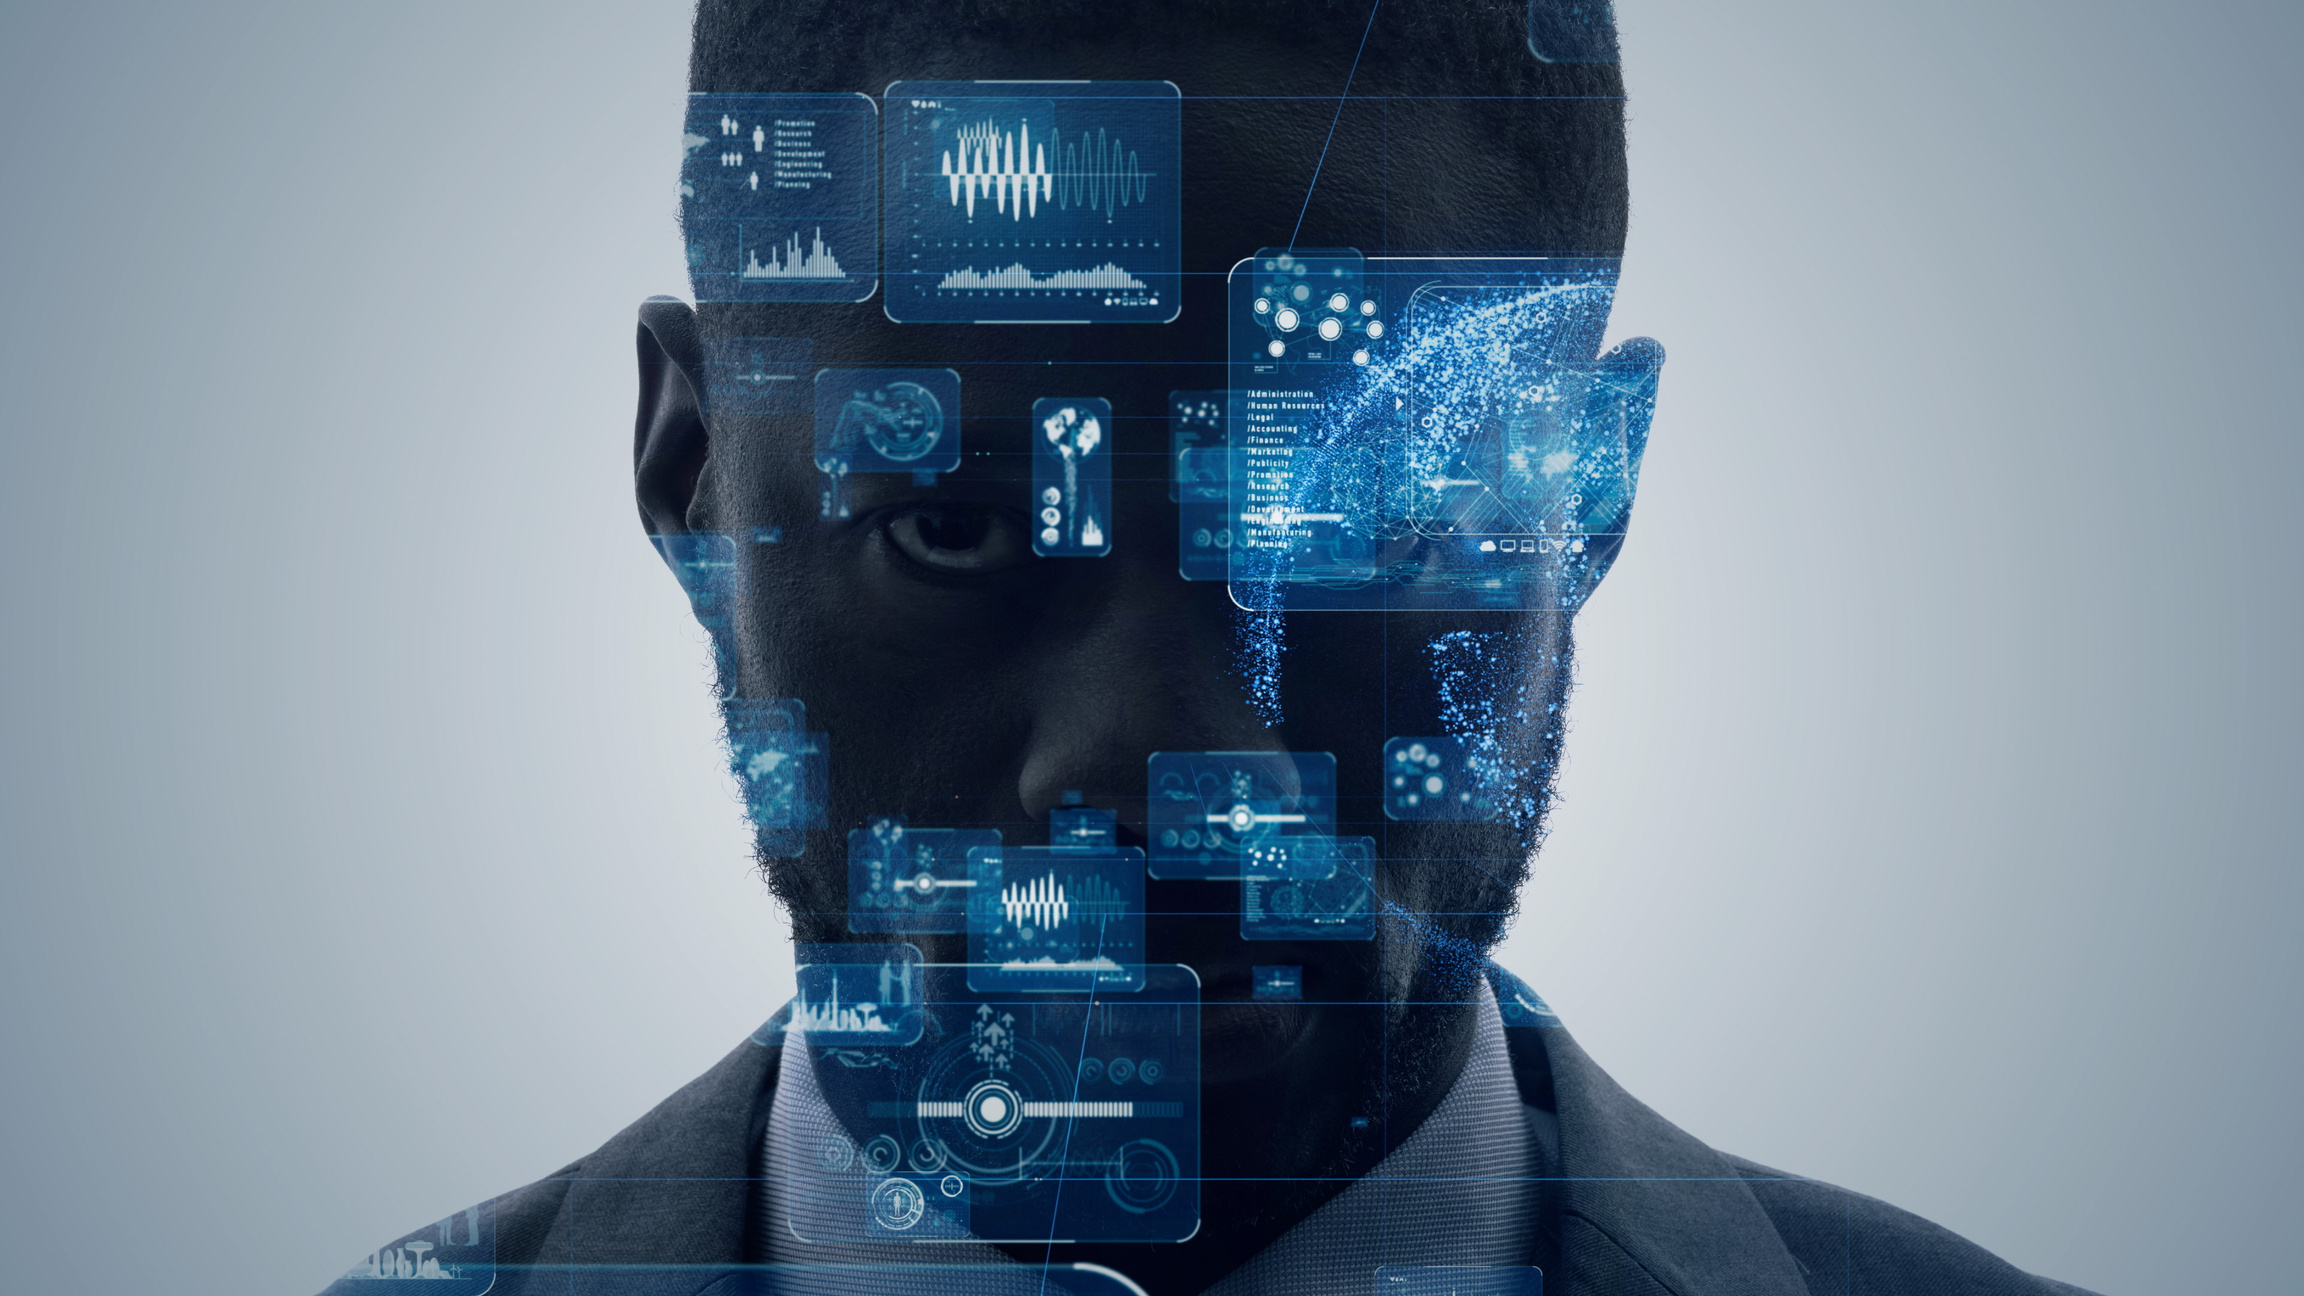 /Promotion
/Research
/Business
/Development
/Engineering
/Manufacturing
/Planning
/Administration
/Human Resources
/Legal
/Accounting
/Finance
/Marketing
/Publicity
/Promotion
/Research
/Business
/Development
/Engineering
/Manufacturing
/Planning